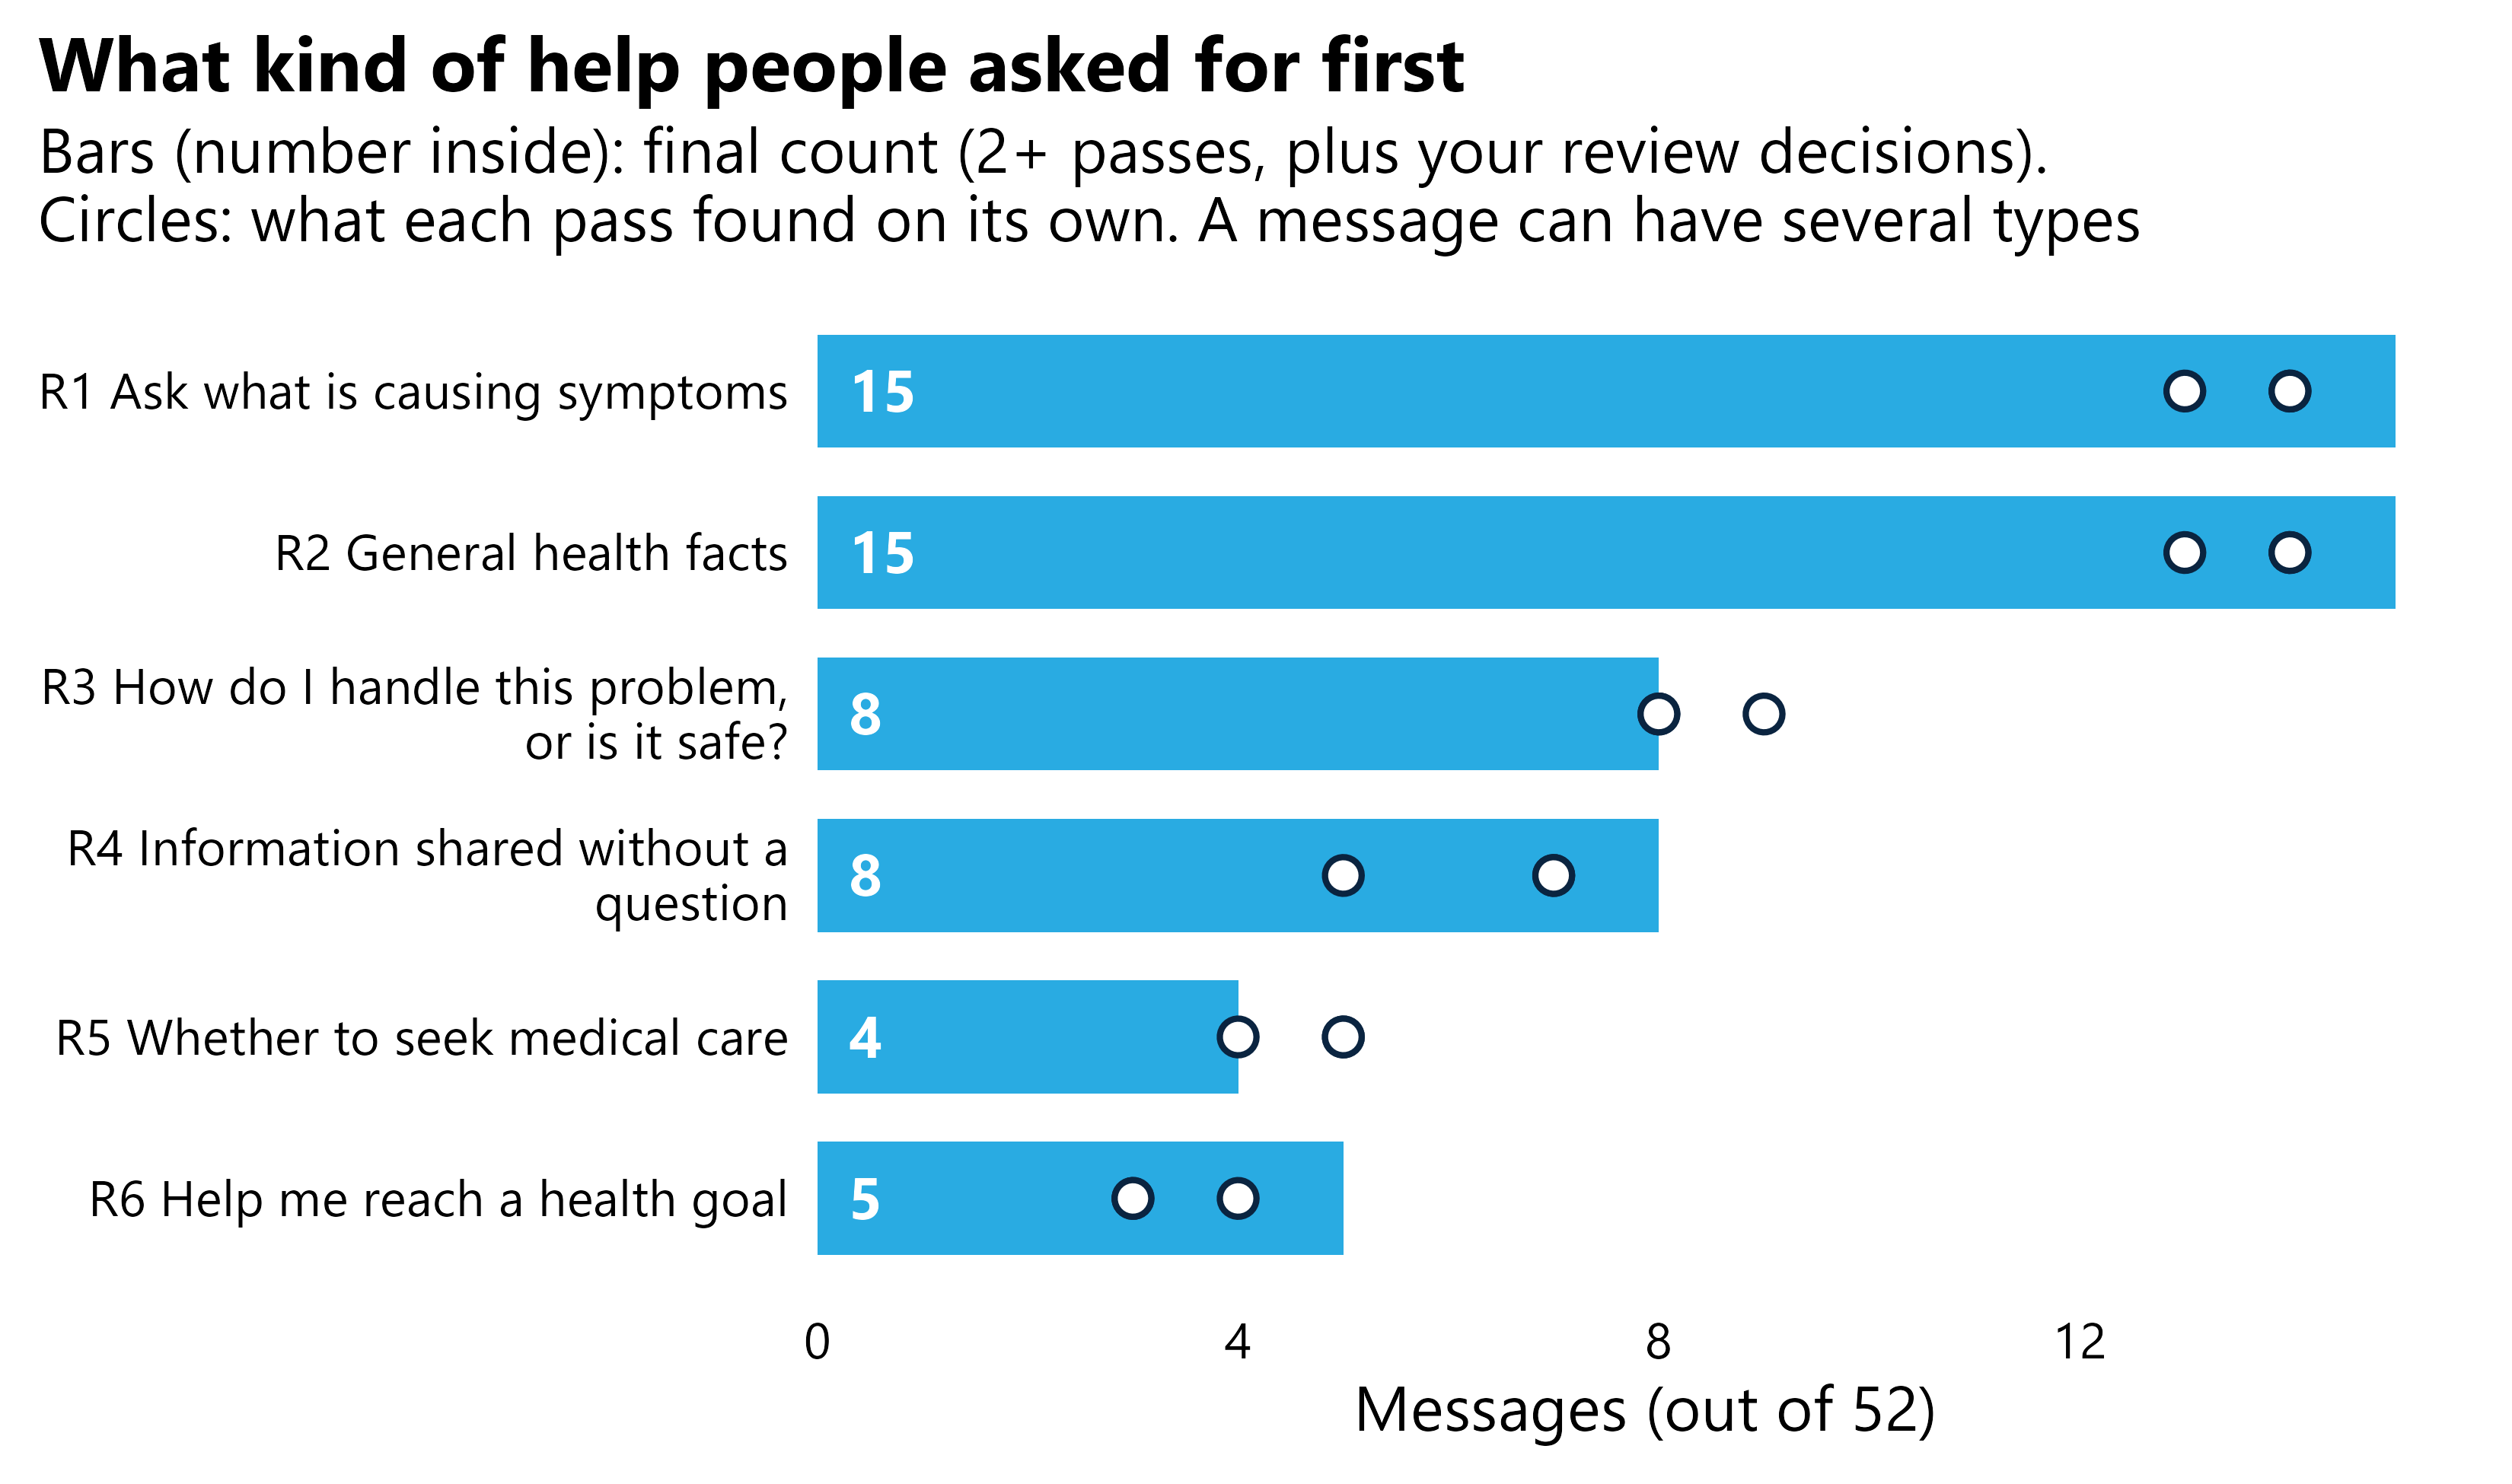 What kind of help people asked for first
Bars (number inside): final count (2+ passes, plus your review decisions).
Circles: what each pass found on its own. A message can have several types
R1 Ask what is causing symptoms
15
R2 General health facts
15
R3 How do I handle this problem,
or is it safe?
8
R4 Information shared without a
question
8
R5 Whether to seek medical care
4
R6 Help me reach a health goal
5
0 4 8 12
Messages (out of 52)